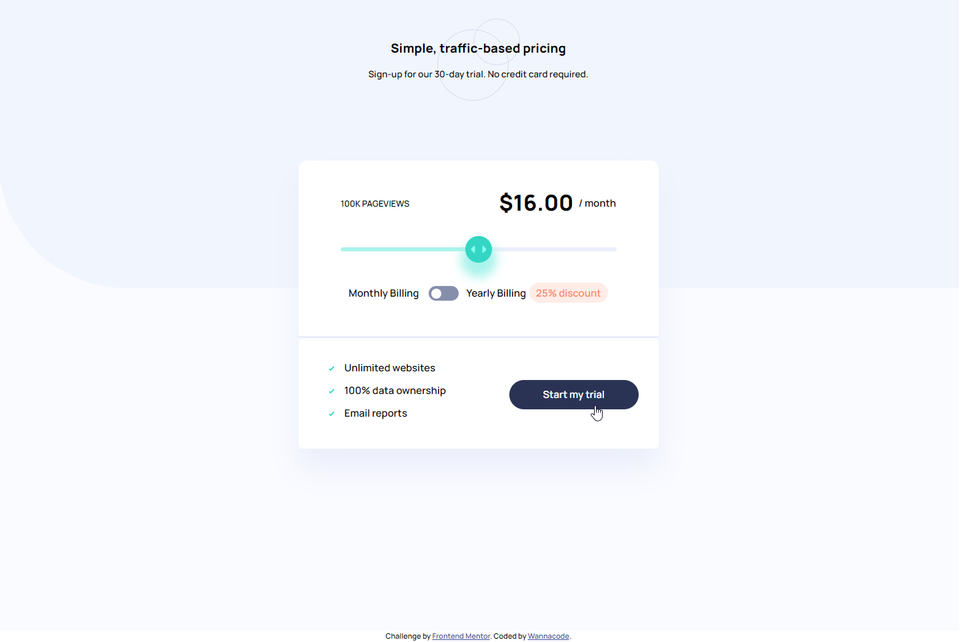 Simple, traffic-based pricing
Sign-up for our 30-day trial. No credit card required.
100K PAGEVIEWS $16.00 / month
Monthly Billing Yearly Billing 25% discount
Unlimited websites
100% data ownership
Email reports
Start my trial
Challenge by Frontend Mentor. Coded by Wannacode.